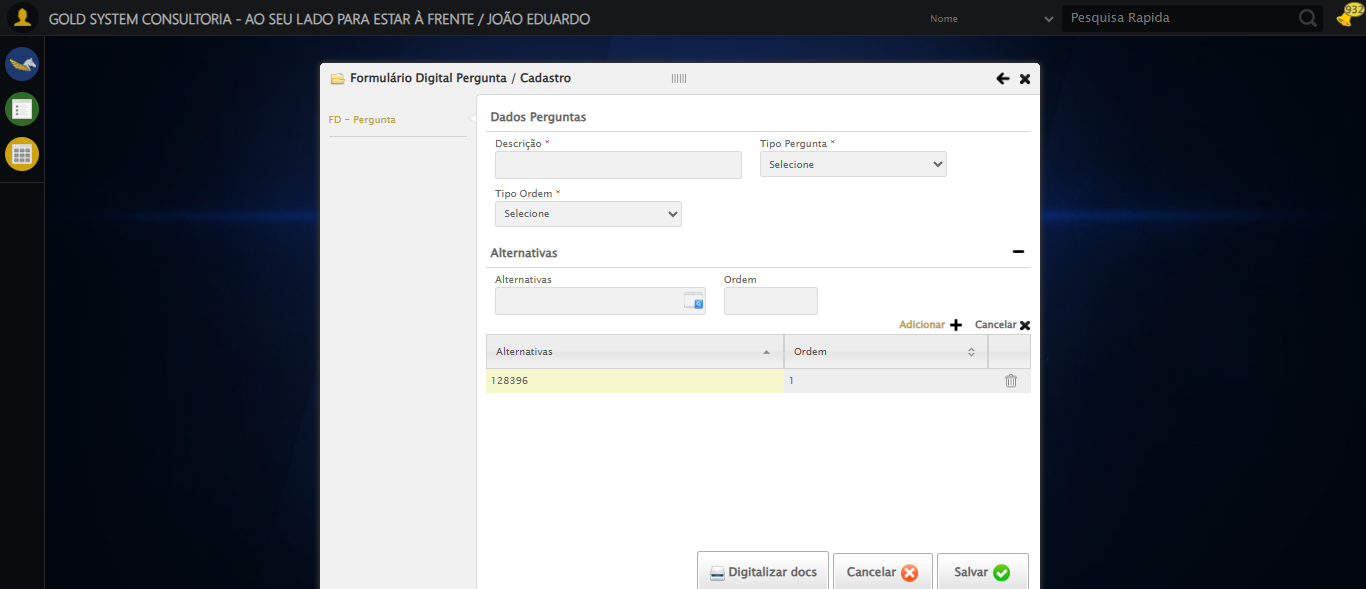 GOLD SYSTEM CONSULTORIA - AO SEU LADO PARA ESTAR À FRENTE / JOÃO EDUARDO
Nome
Pesquisa Rapida
932
Formulário Digital Pergunta / Cadastro
FD - Pergunta
Dados Perguntas
Descrição *
Tipo Pergunta *
Selecione
Tipo Ordem *
Selecione
Alternativas
Alternativas
Ordem
Adicionar
Cancelar
Alternativas
Ordem
128396
1
Digitalizar docs
Cancelar
Salvar